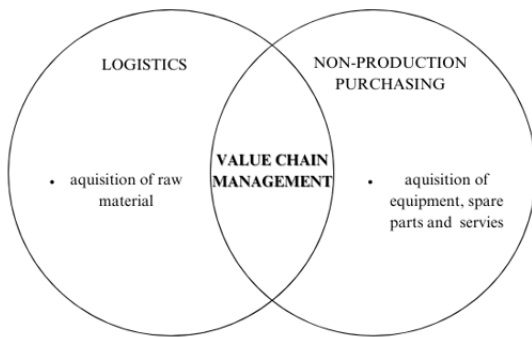 LOGISTICS
NON-PRODUCTION
PURCHASING
VALUE CHAIN
MANAGEMENT
• aquisition of raw
material
• aquisition of
equipment, spare
parts and servies